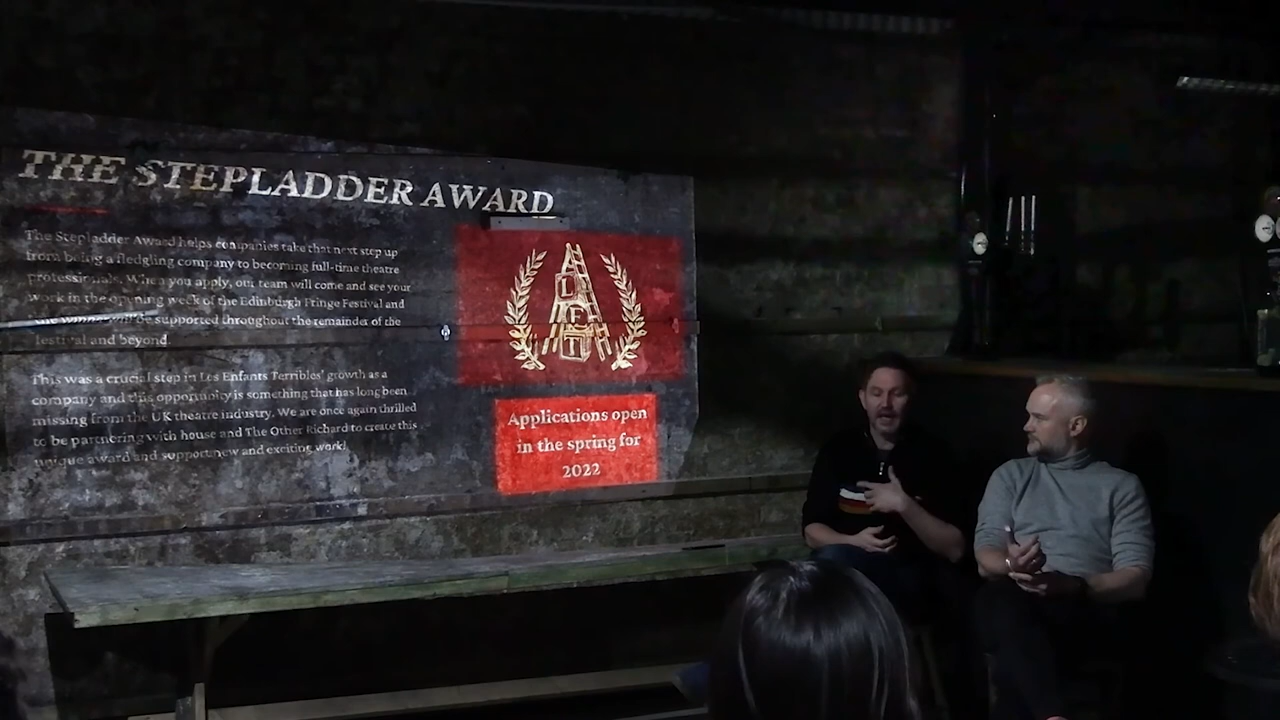 THE STEPLADDER AWARD
The Stepladder Award helps companies take that next step up
from being a fledgling company to becoming full-time theatre
professionals. When you apply, our team will come and see your
work in the opening week of the Edinburgh Fringe Festival and
the winner will be supported throughout the remainder of the
festival and beyond.
This was a crucial step in Les Enfants Terribles' growth as a
company and this opportunity is something that has long been
missing from the UK theatre industry. We are once again thrilled
to be partnering with house and The Other Richard to create this
unique award and support new and exciting work!
L
E
T
Applications open
in the spring for
2022